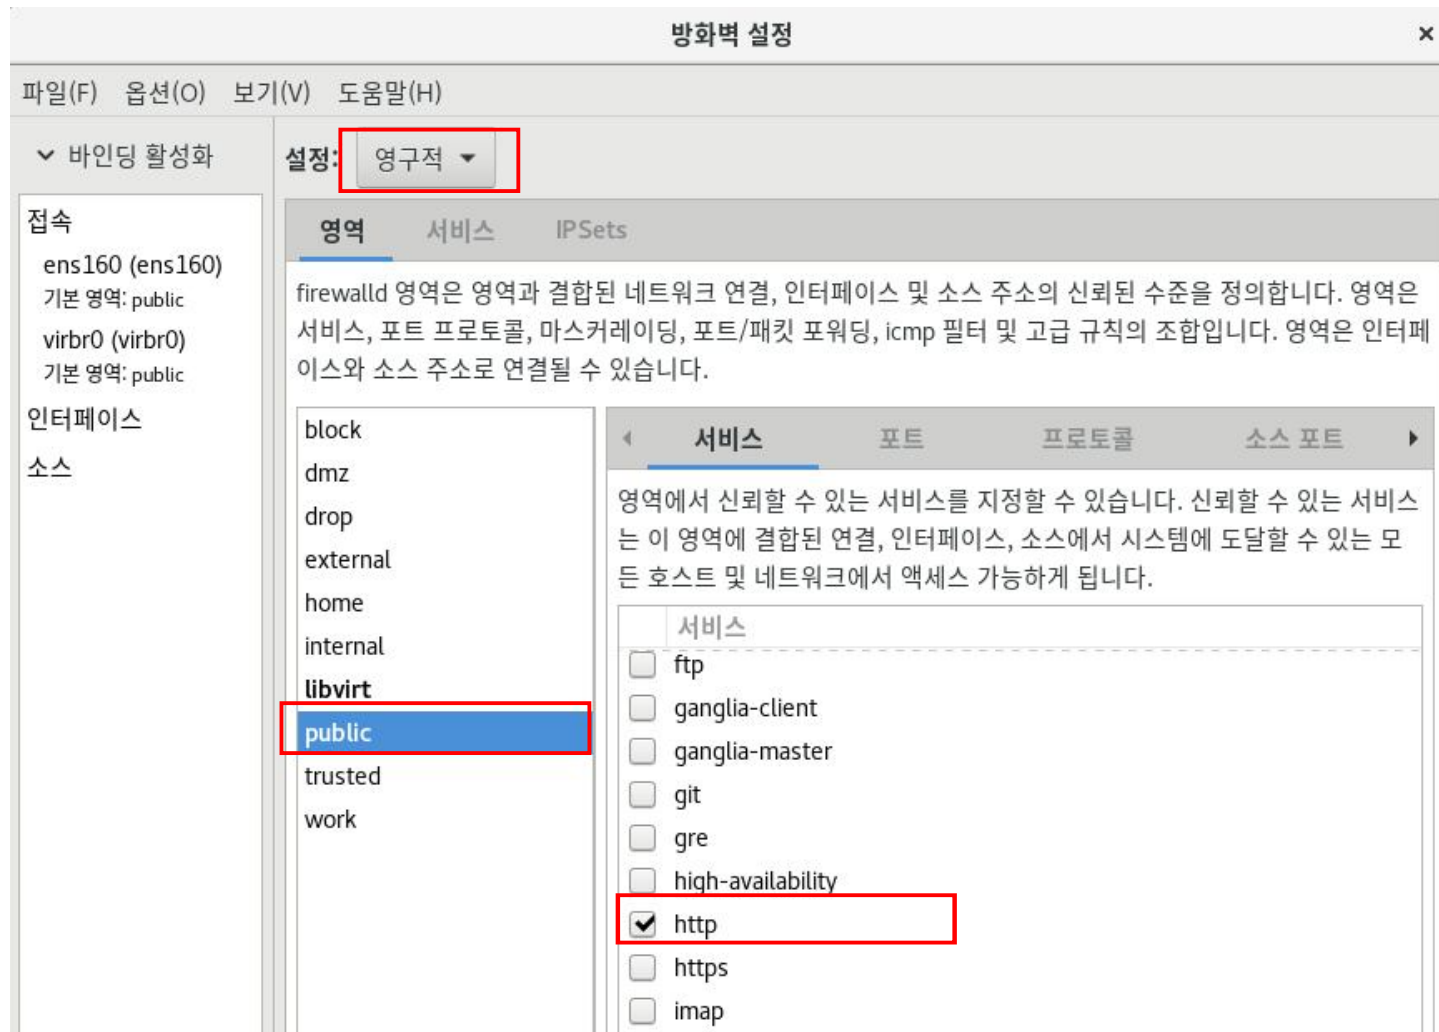 방화벽 설정
파일(F) 옵션(O) 보기(V) 도움말(H)
바인딩 활성화
접속
ens160 (ens160)
기본 영역: public
virbr0 (virbr0)
기본 영역: public
인터페이스
소스
설정: 영구적
영역 서비스 IPSets
firewalld 영역은 영역과 결합된 네트워크 연결, 인터페이스 및 소스 주소의 신뢰된 수준을 정의합니다. 영역은
서비스, 포트 프로토콜, 마스커레이딩, 포트/패킷 포워딩, icmp 필터 및 고급 규칙의 조합입니다. 영역은 인터페
이스와 소스 주소로 연결될 수 있습니다.
block
dmz
drop
external
home
internal
libvirt
public
trusted
work
서비스 포트 프로토콜 소스 포트
영역에서 신뢰할 수 있는 서비스를 지정할 수 있습니다. 신뢰할 수 있는 서비스
는 이 영역에 결합된 연결, 인터페이스, 소스에서 시스템에 도달할 수 있는 모
든 호스트 및 네트워크에서 액세스 가능하게 됩니다.
서비스
ftp
ganglia-client
ganglia-master
git
gre
high-availability
http
https
imap